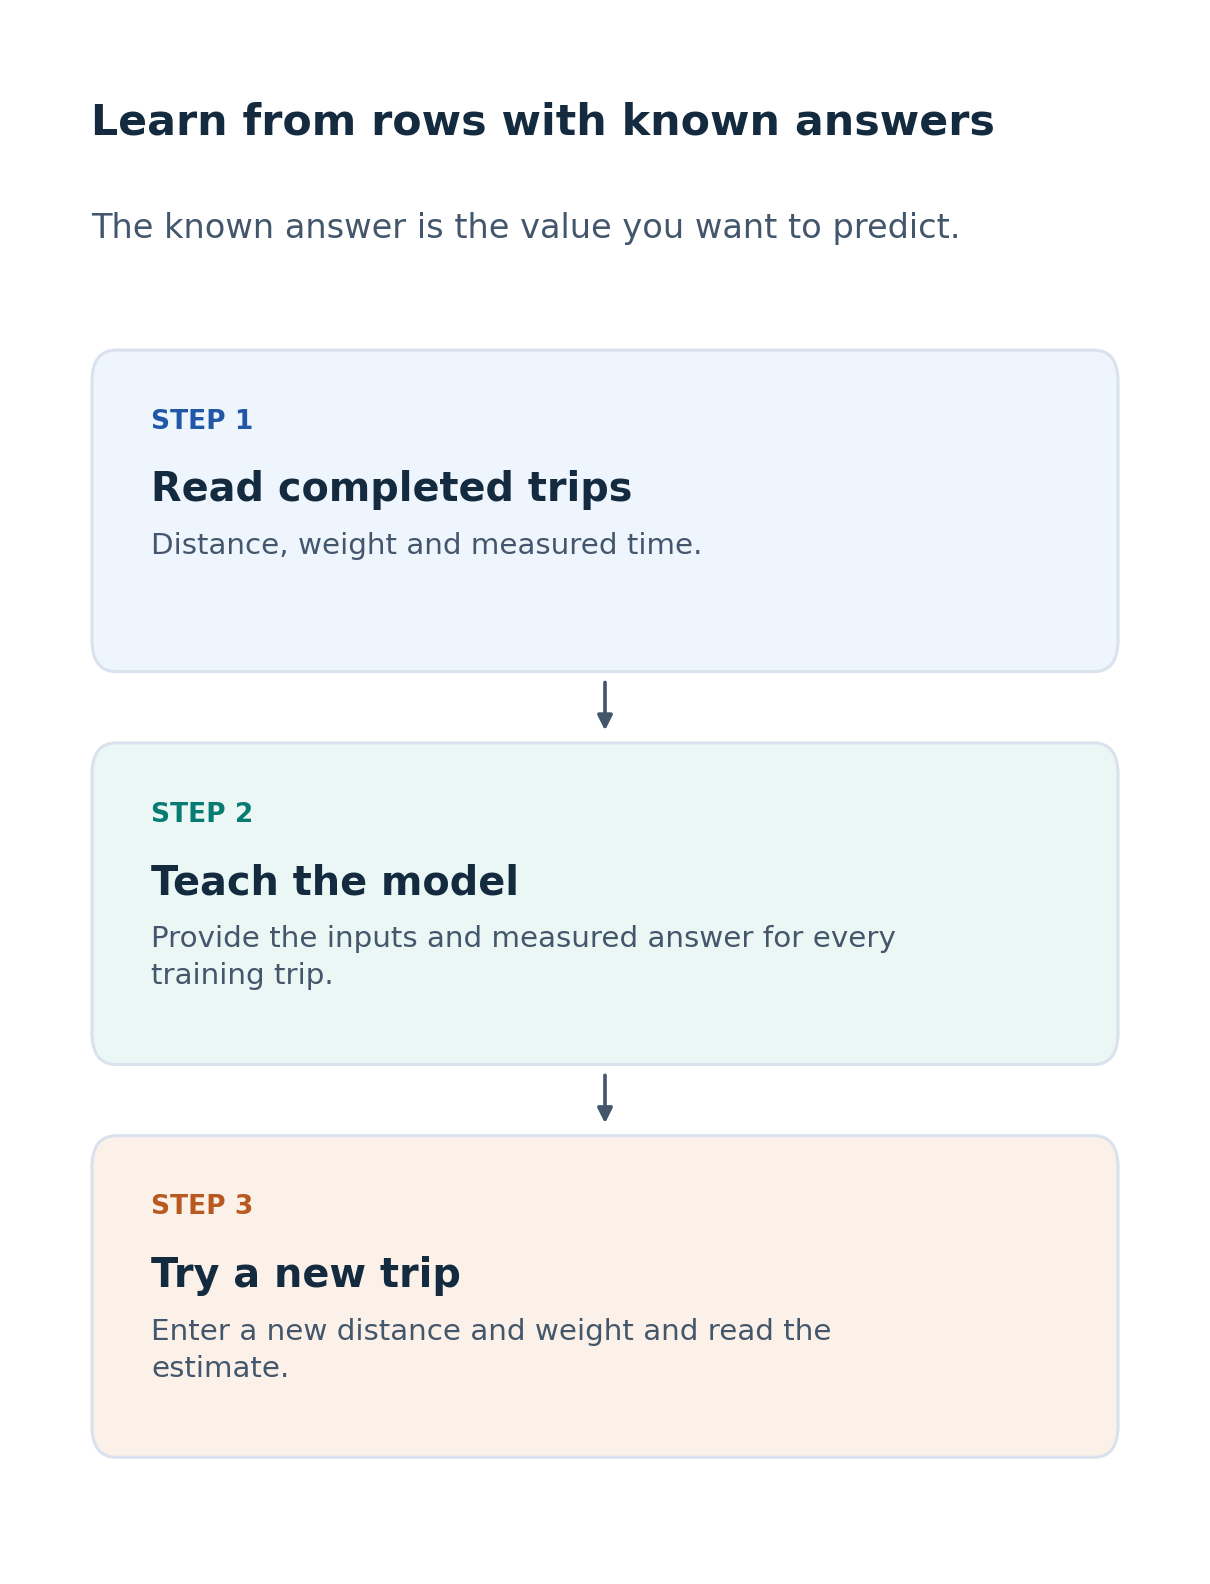 Learn from rows with known answers
The known answer is the value you want to predict.
STEP 1
Read completed trips
Distance, weight and measured time.
STEP 2
Teach the model
Provide the inputs and measured answer for every
training trip.
STEP 3
Try a new trip
Enter a new distance and weight and read the
estimate.